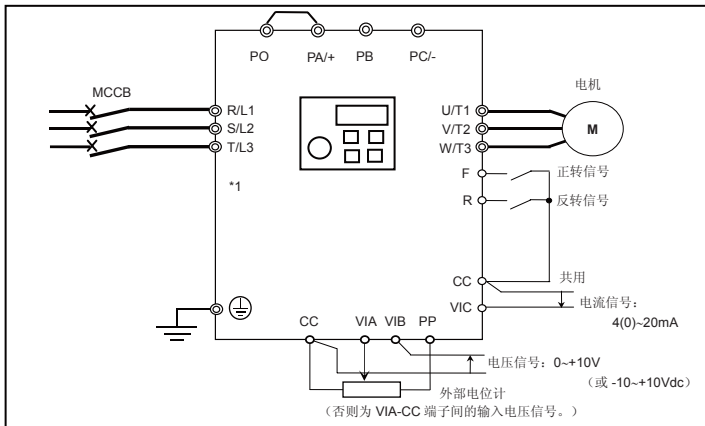 PO PA/+ PB PC/-
MCCB
电机
R/L1
U/T1
S/L2
V/T2
M
T/L3
W/T3
F
正转信号
*1
R
反转信号
CC
共用
VIC
电流信号：
4(0)~20mA
CC VIA VIB PP
电压信号：0~+10V
（或 -10~+10Vdc）
外部电位计
（否则为 VIA-CC 端子间的输入电压信号。）